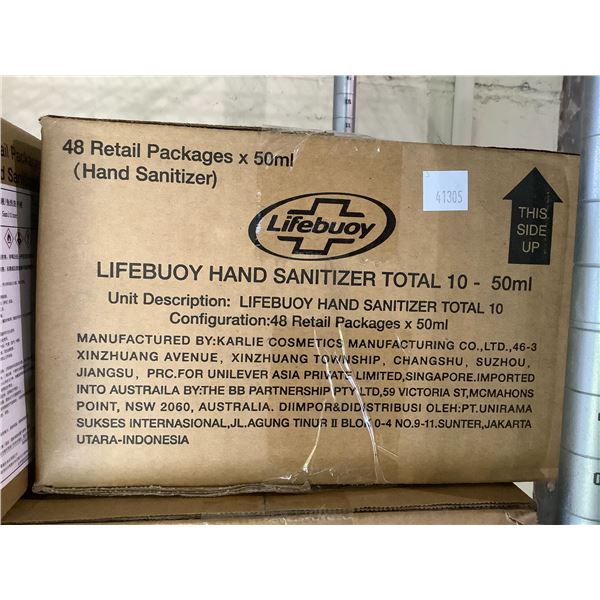 48 Retail Packages x 50ml
(Hand Sanitizer)
41305
Lifebuoy
THIS
SIDE
UP
LIFEBUOY HAND SANITIZER TOTAL 10 - 50ml
Unit Description: LIFEBUOY HAND SANITIZER TOTAL 10
Configuration:48 Retail Packages x 50ml
MANUFACTURED BY:KARLIE COSMETICS MANUFACTURING CO.,LTD.,46-3
XINZHUANG AVENUE, XINZHUANG TOWNSHIP, CHANGSHU, SUZHOU,
JIANGSU, PRC.FOR UNILEVER ASIA PRIVATE LIMITED,SINGAPORE.IMPORTED
INTO AUSTRAILA BY:THE BB PARTNERSHIP PTY LTD,59 VICTORIA ST,MCMAHONS
POINT, NSW 2060, AUSTRALIA. DIIMPOR&DIDISTRIBUSI OLEH:PT.UNIRAMA
SUKSES INTERNASIONAL,JL.AGUNG TINUR II BLOK 0-4 NO.9-11.SUNTER,JAKARTA
UTARA-INDONESIA